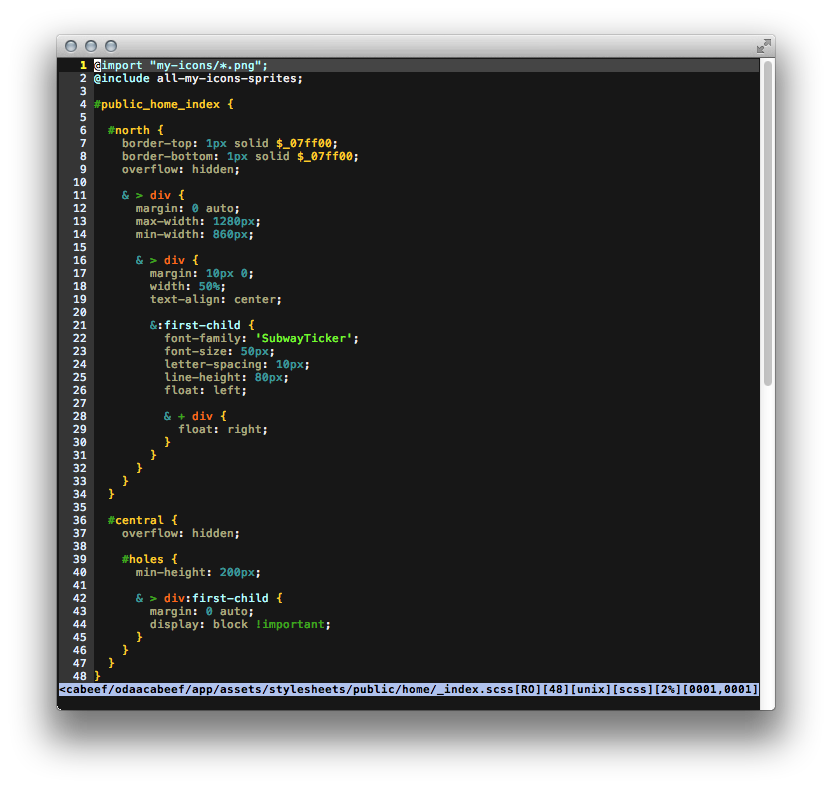 1 @import "my-icons/*.png";
2 @include all-my-icons-sprites;
3
4 #public_home_index {
5
6   #north {
7     border-top: 1px solid $_07ff00;
8     border-bottom: 1px solid $_07ff00;
9     overflow: hidden;
10
11     & > div {
12       margin: 0 auto;
13       max-width: 1280px;
14       min-width: 860px;
15
16       & > div {
17         margin: 10px 0;
18         width: 50%;
19         text-align: center;
20
21         &:first-child {
22           font-family: 'SubwayTicker';
23           font-size: 50px;
24           letter-spacing: 10px;
25           line-height: 80px;
26           float: left;
27
28           & + div {
29             float: right;
30           }
31         }
32       }
33     }
34   }
35
36   #central {
37     overflow: hidden;
38
39     #holes {
40       min-height: 200px;
41
42       & > div:first-child {
43         margin: 0 auto;
44         display: block !important;
45       }
46     }
47   }
48 }
<cabeef/odaacabeef/app/assets/stylesheets/public/home/_index.scss[RO][48][unix][scss][2%][0001,0001]